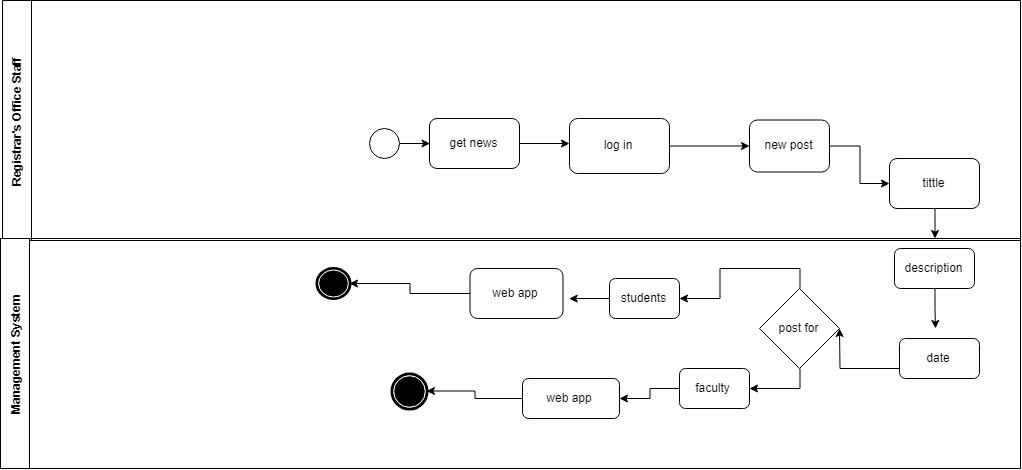 Registrar's Office Staff
get news
log in
new post
tittle
Management System
description
web app
students
post for
date
faculty
web app